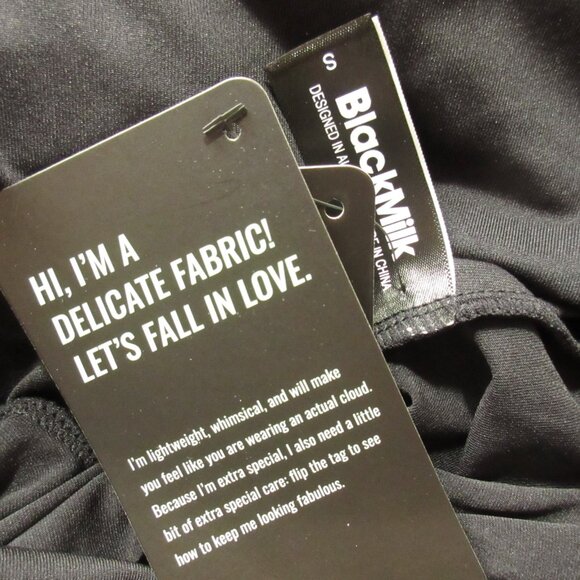 S
BlackMilk
DESIGNED IN
IN CHINA
HI, I'M A
DELICATE FABRIC!
LET'S FALL IN LOVE.
I'm lightweight, whimsical, and will make
you feel like you are wearing an actual cloud.
Because I'm extra special, I also need a little
bit of extra special care: flip the tag to see
how to keep me looking fabulous.